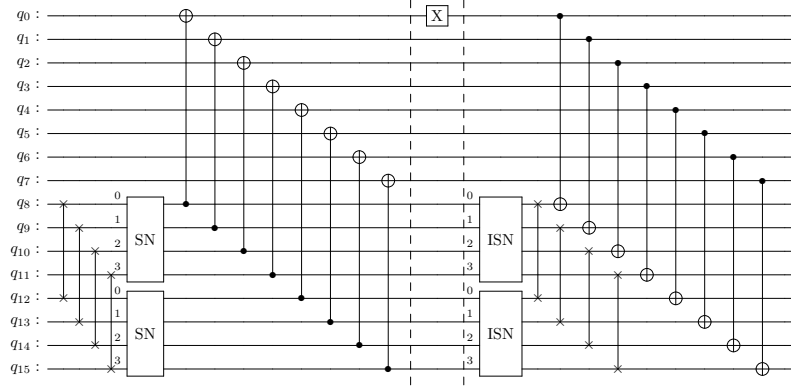 q0 :
X
q1 :
q2 :
q3 :
q4 :
q5 :
q6 :
q7 :
q8 : 0 0
q9 : 1 SN 1 ISN
q10 : 2 2
q11 : 3 3
q12 : 0 0
q13 : 1 SN 1 ISN
q14 : 2 2
q15 : 3 3